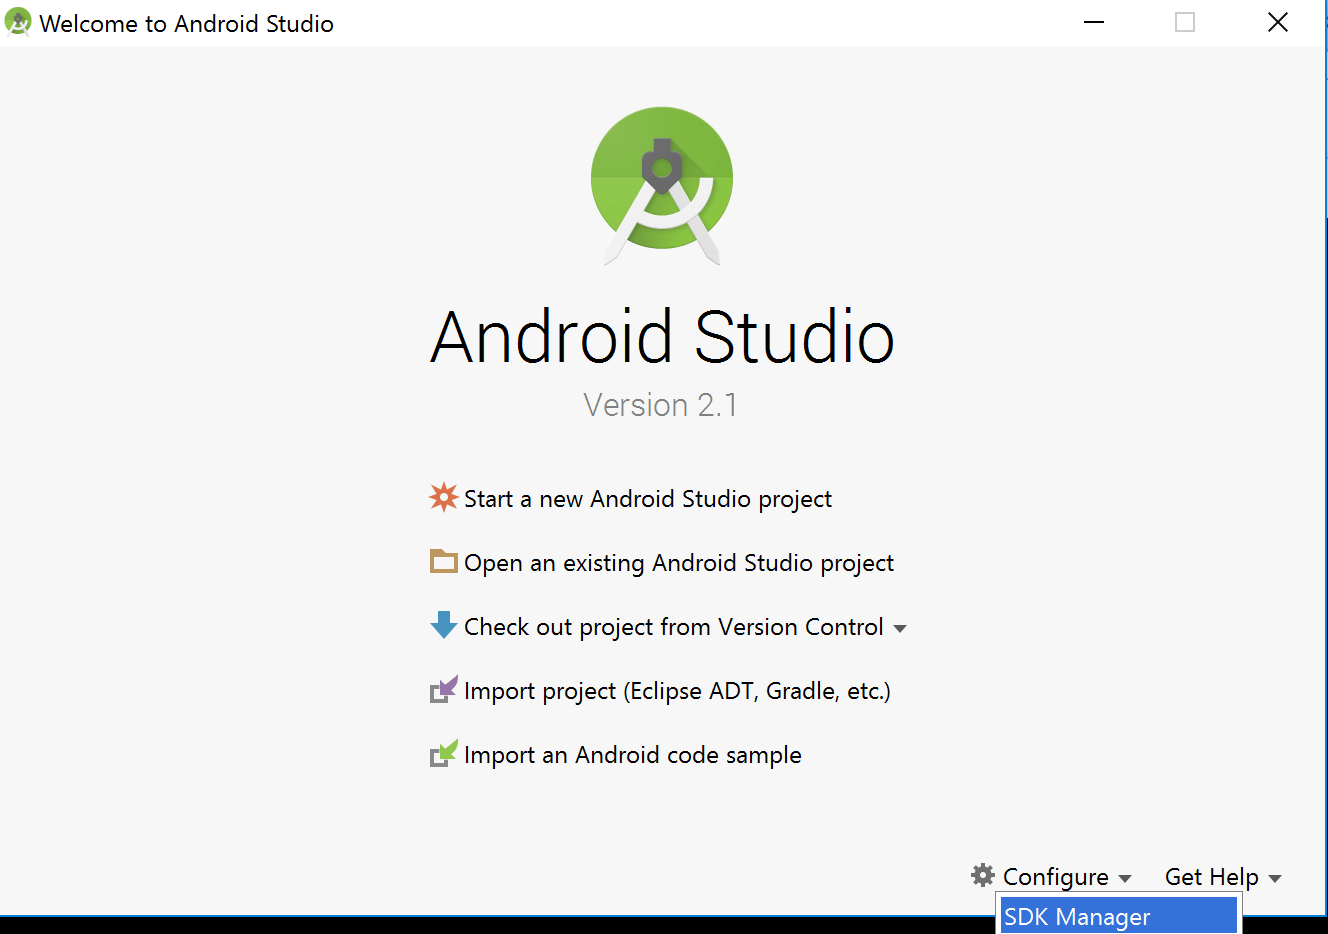 Welcome to Android Studio
Android Studio
Version 2.1
Start a new Android Studio project
Open an existing Android Studio project
Check out project from Version Control
Import project (Eclipse ADT, Gradle, etc.)
Import an Android code sample
Configure Get Help
SDK Manager